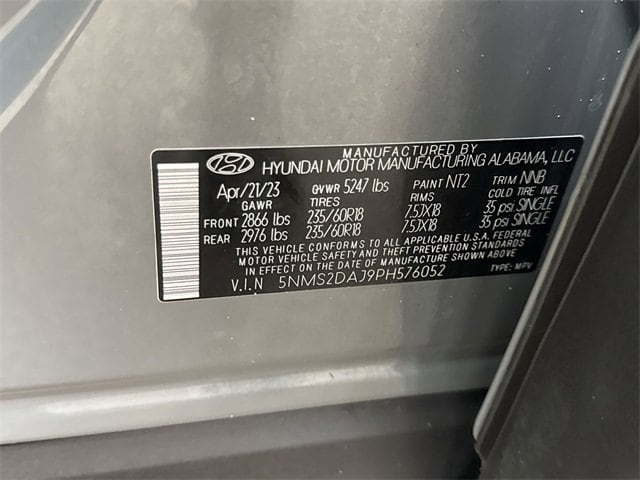 MANUFACTURED BY
HYUNDAI MOTOR MANUFACTURING ALABAMA, LLC
Apr/21/23 GVWR 5247 lbs PAINT NT2 TRIM NNB
GAWR TIRES RIMS COLD TIRE INFL
FRONT 2866 lbs 235/60R18 7.5JX18 35 psi SINGLE
REAR 2976 lbs 235/60R18 7.5JX18 35 psi SINGLE
THIS VEHICLE CONFORMS TO ALL APPLICABLE U.S.A. FEDERAL
MOTOR VEHICLE SAFETY AND THEFT PREVENTION STANDARDS
IN EFFECT ON THE DATE OF MANUFACTURE SHOWN ABOVE
V.I.N 5NMS2DAJ9PH576052 TYPE: MPV